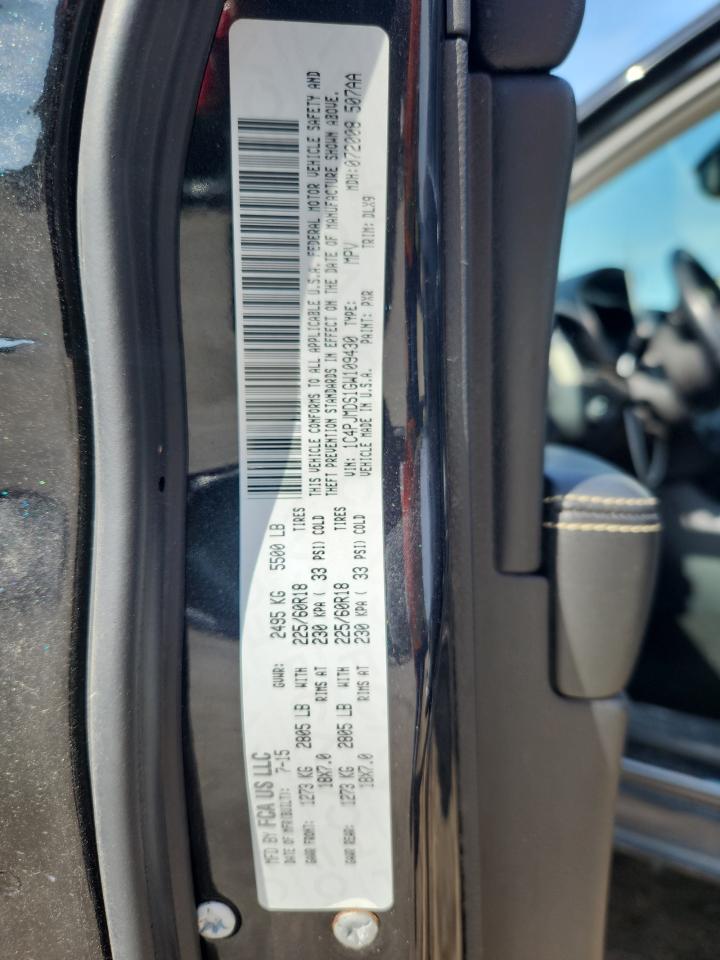 MFD BY FCA US LLC
DATE OF MFR(BUILT): 7-15 GVWR: 2495 KG 5500 LB
GAWR FRONT: 1273 KG 2805 LB WITH 225/60R18 TIRES
18X7.0 RIMS AT 230 KPA ( 33 PSI) COLD
GAWR REAR: 1273 KG 2805 LB WITH 225/60R18 TIRES
18X7.0 RIMS AT 230 KPA ( 33 PSI) COLD
THIS VEHICLE CONFORMS TO ALL APPLICABLE U.S.A. FEDERAL MOTOR VEHICLE SAFETY AND
THEFT PREVENTION STANDARDS IN EFFECT ON THE DATE OF MANUFACTURE SHOWN ABOVE.
VIN: 1C4PJMDS1GW109430 TYPE: MPV MDH:072008 507AA
VEHICLE MADE IN U.S.A. PAINT: PXR TRIM: DLX9